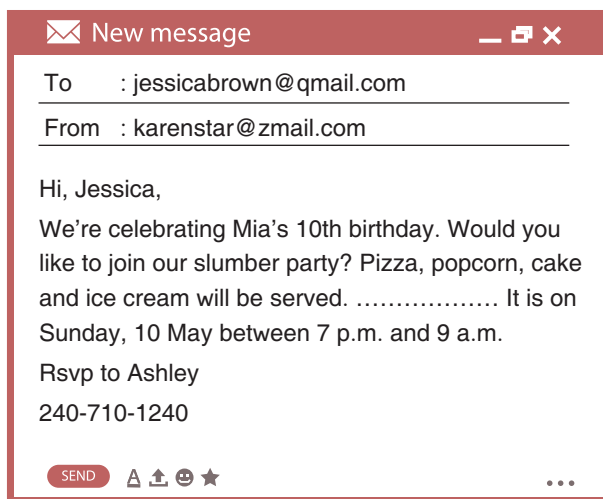 New message
To : jessicabrown@qmail.com
From : karenstar@zmail.com
Hi, Jessica,
We’re celebrating Mia’s 10th birthday. Would you
like to join our slumber party? Pizza, popcorn, cake
and ice cream will be served. .................. It is on
Sunday, 10 May between 7 p.m. and 9 a.m.
Rsvp to Ashley
240-710-1240
SEND A